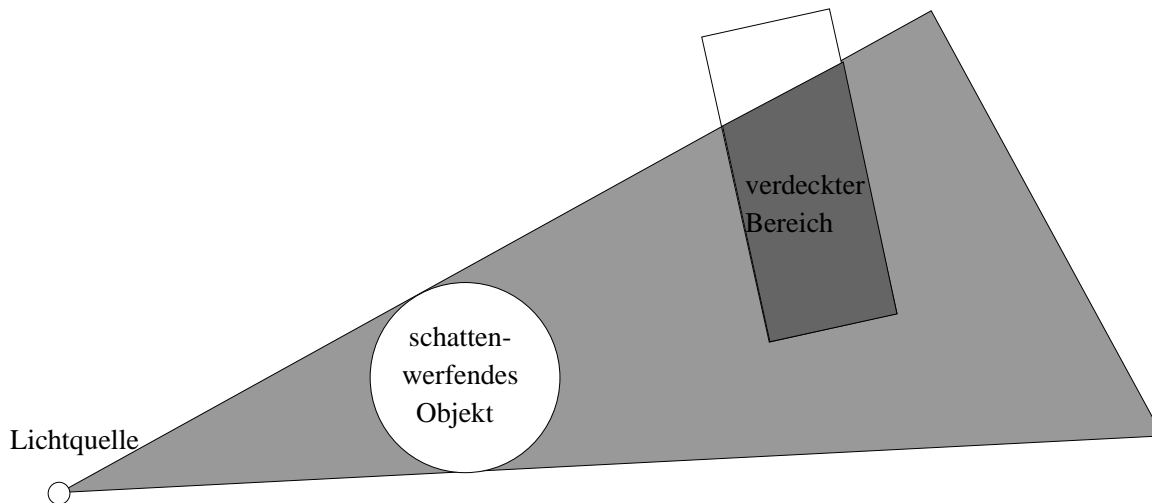 verdeckter
Bereich
schatten-
werfendes
Objekt
Lichtquelle